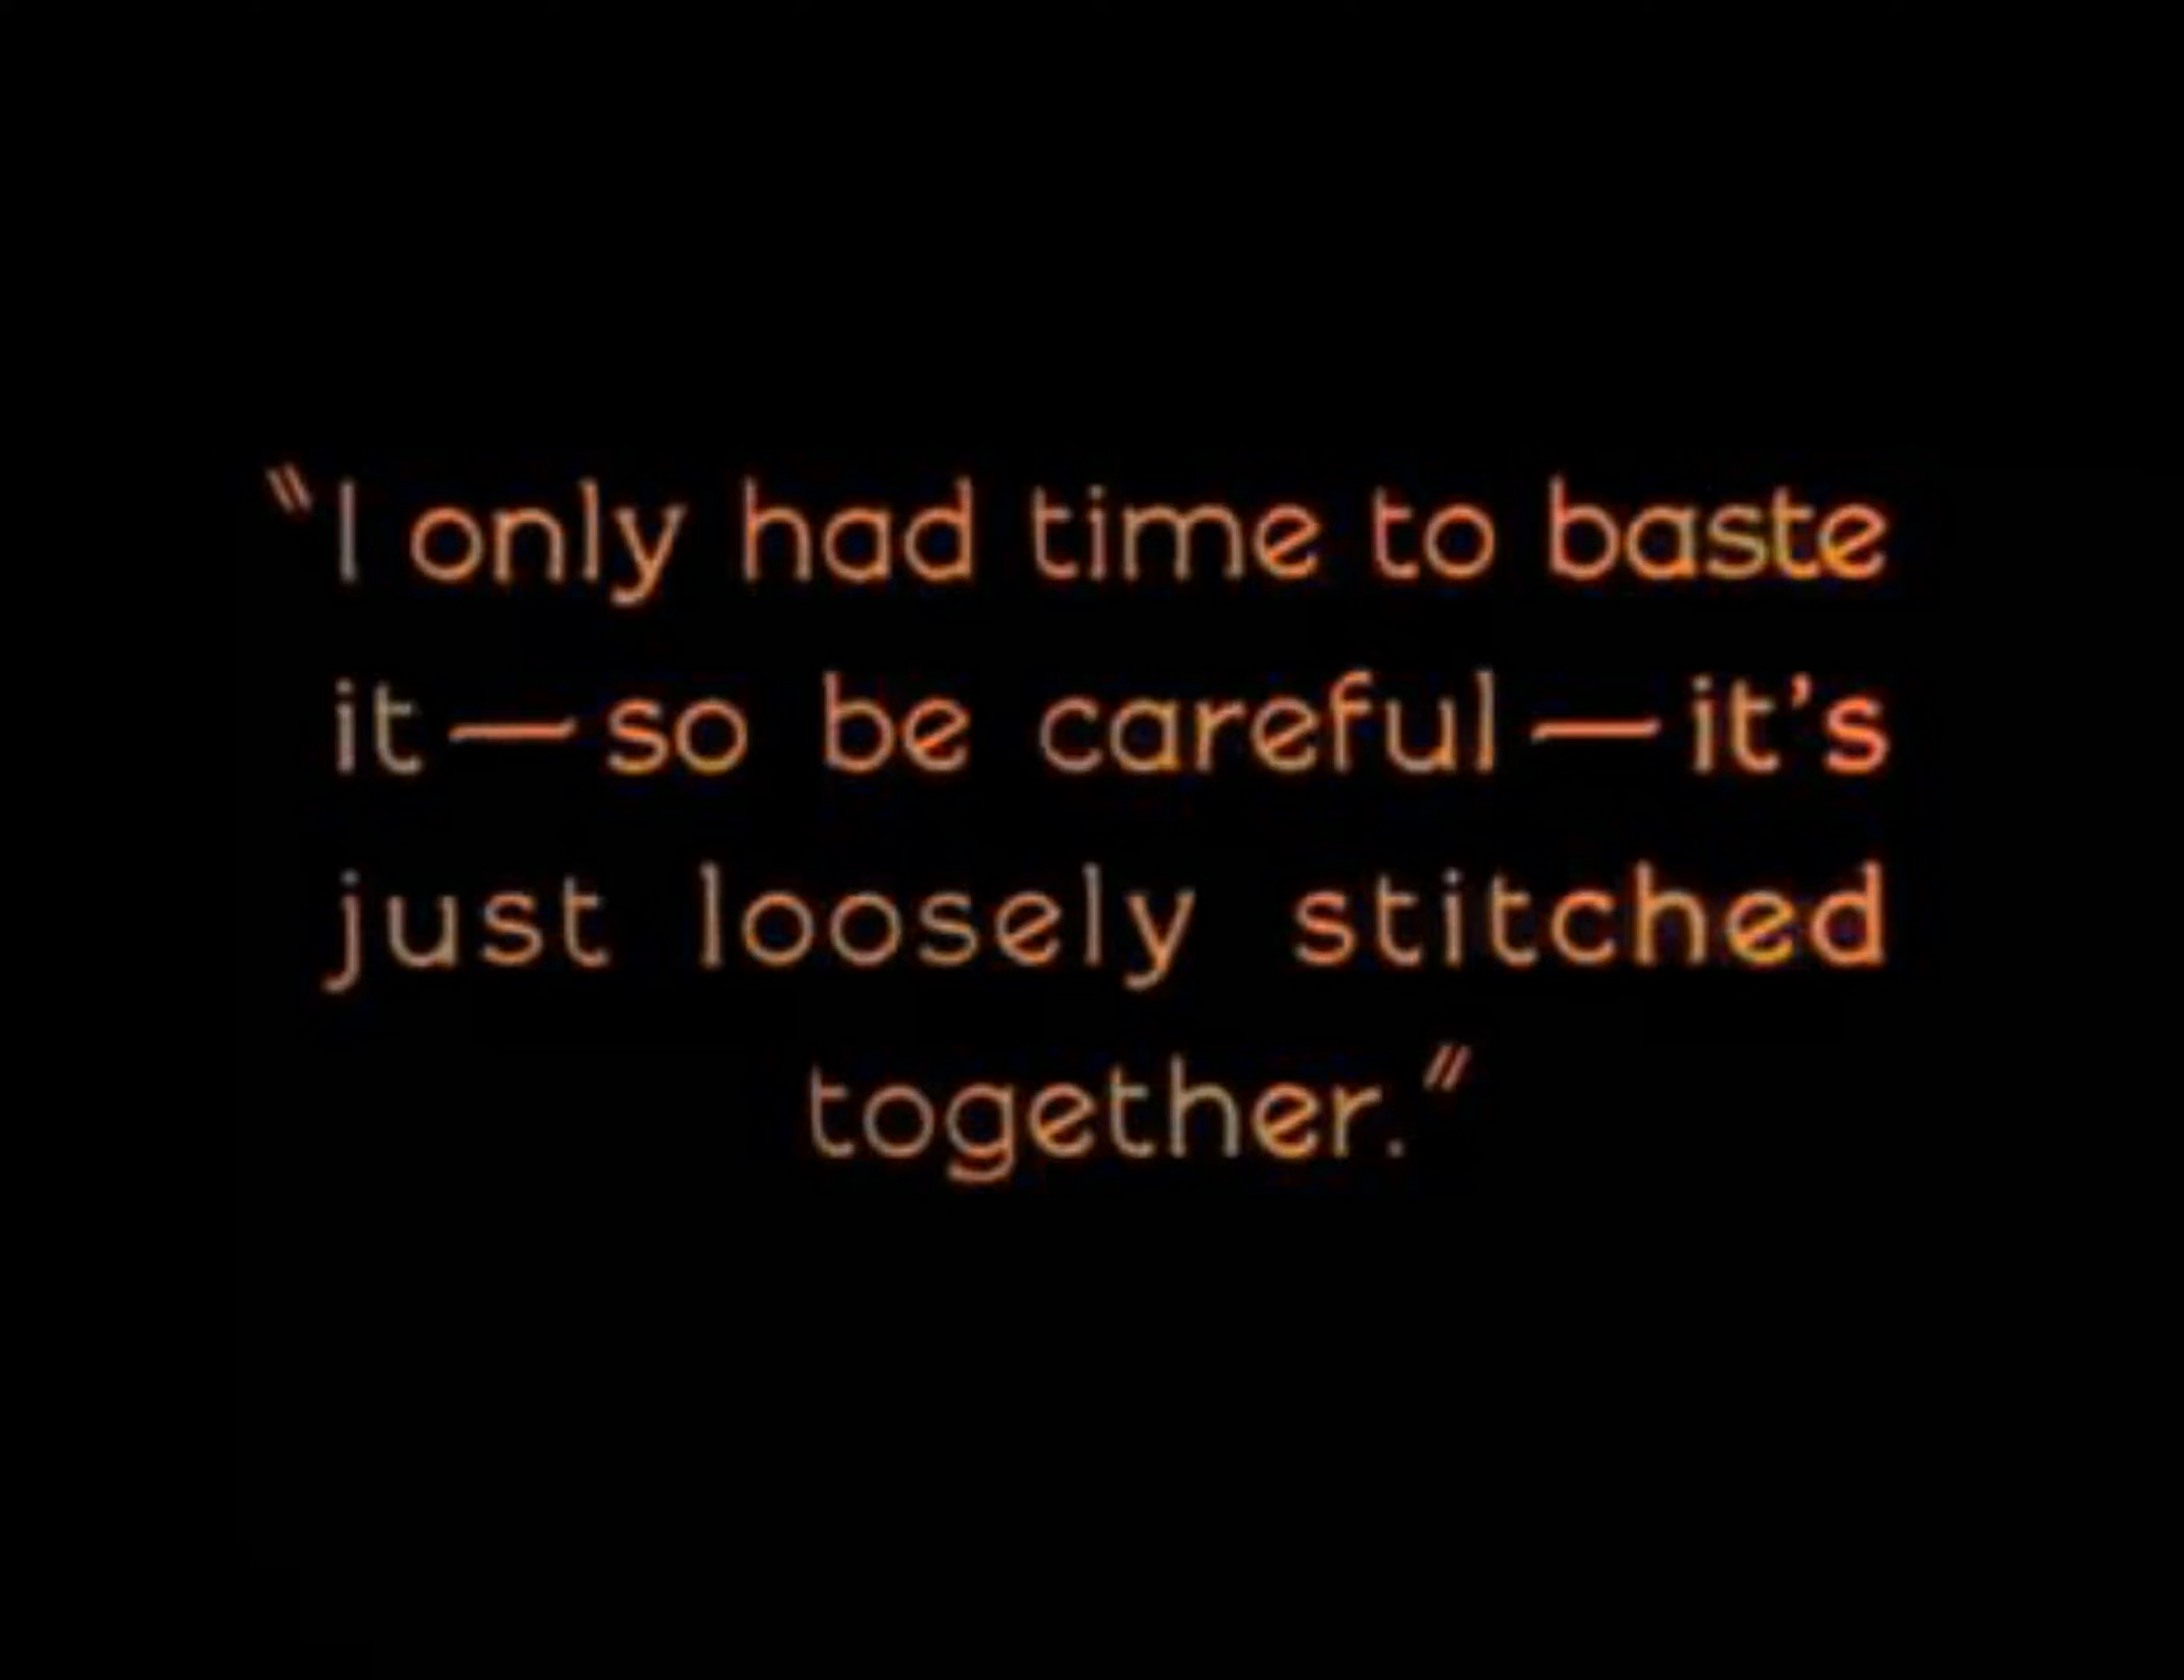 "I only had time to baste
it — so be careful — it's
just loosely stitched
together."